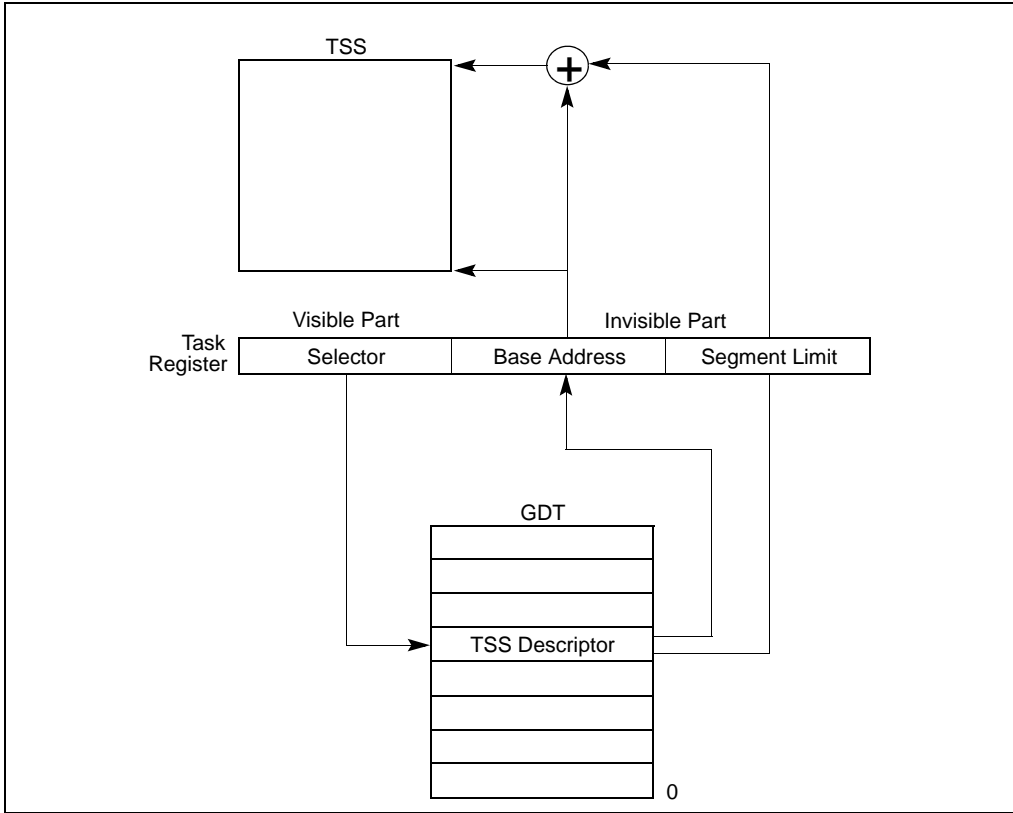 TSS
+
Visible Part
Invisible Part
Task
Register
Selector
Base Address
Segment Limit
GDT
TSS Descriptor
0